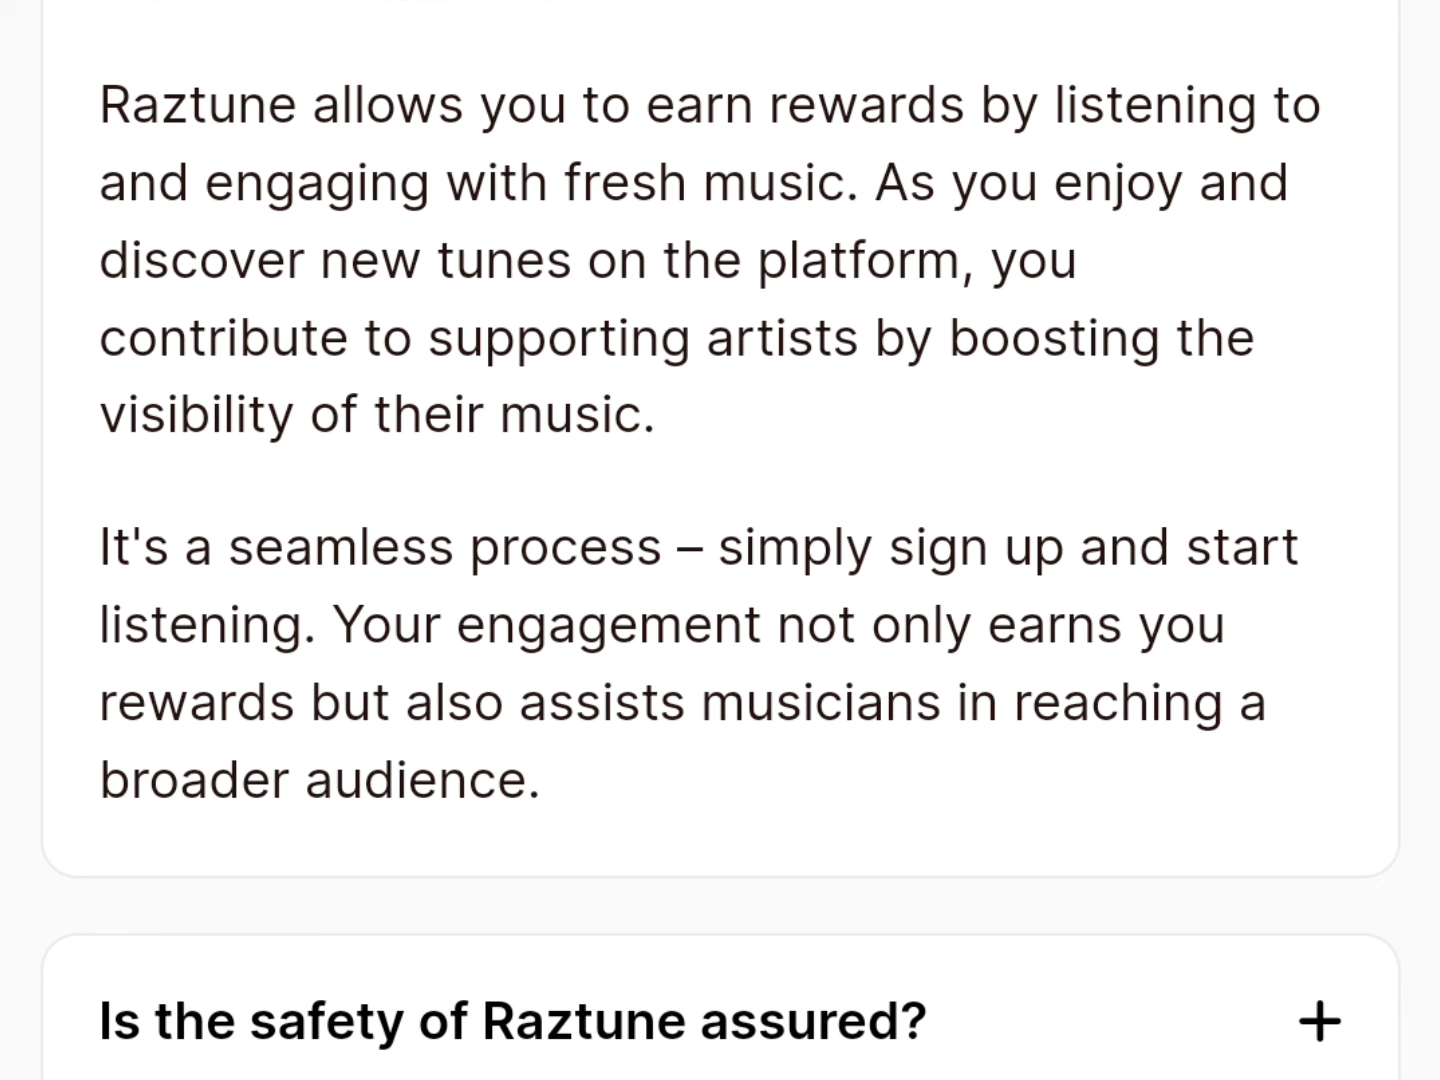 Raztune allows you to earn rewards by listening to
and engaging with fresh music. As you enjoy and
discover new tunes on the platform, you
contribute to supporting artists by boosting the
visibility of their music.
It's a seamless process – simply sign up and start
listening. Your engagement not only earns you
rewards but also assists musicians in reaching a
broader audience.
Is the safety of Raztune assured?